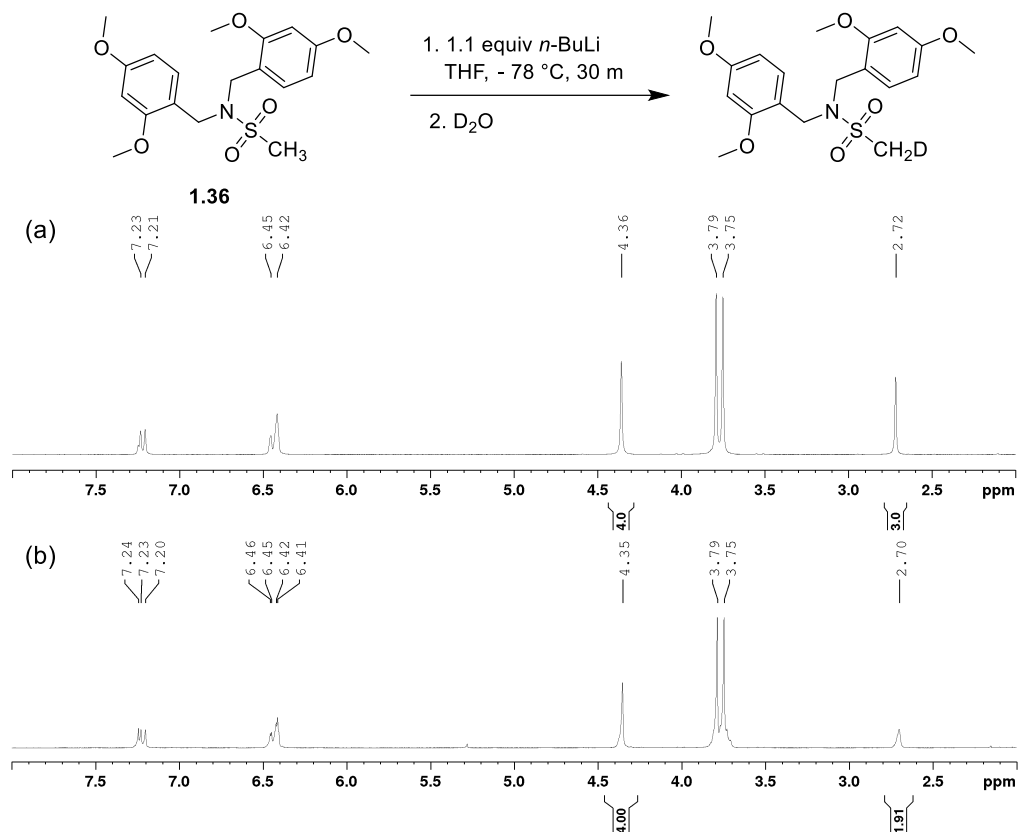 O
O
O
O
1. 1.1 equiv n-BuLi
THF, - 78 °C, 30 m
2. D2O
O
O
O
O
N
S
O
O
CH3
N
S
O
O
CH2D
1.36
(a)
7.23
7.21
6.45
6.42
4.36
3.79
3.75
2.72
7.5 7.0 6.5 6.0 5.5 5.0 4.5 4.0 3.5 3.0 2.5 ppm
4.0
3.0
(b)
7.24
7.23
7.20
6.46
6.45
6.42
6.41
4.35
3.79
3.75
2.70
7.5 7.0 6.5 6.0 5.5 5.0 4.5 4.0 3.5 3.0 2.5 ppm
4.00
1.91